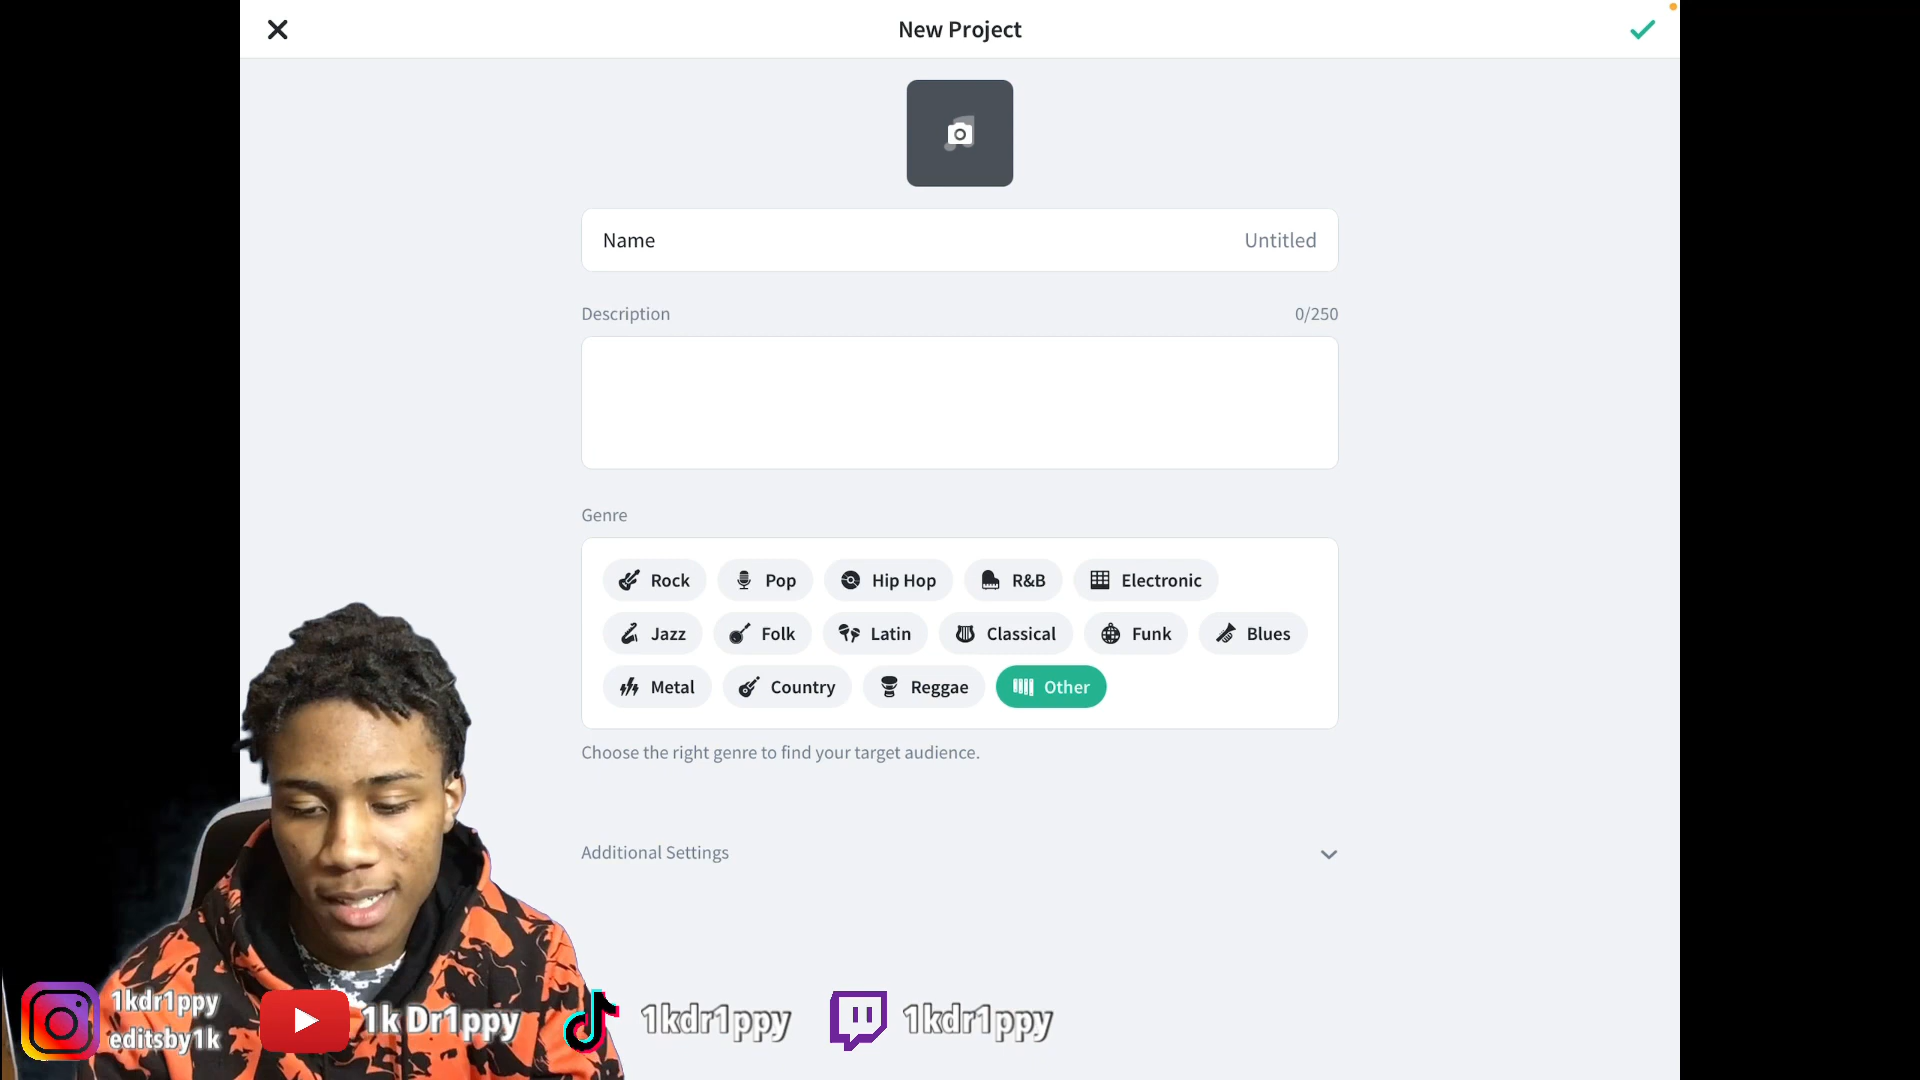 New Project
Name Untitled
Description 0/250
Genre
Rock Pop Hip Hop R&B Electronic
Jazz Folk Latin Classical Funk Blues
Metal Country Reggae Other
Choose the right genre to find your target audience.
Additional Settings
1kdr1ppy
editsby1k
1k Dr1ppy
1kdr1ppy
1kdr1ppy